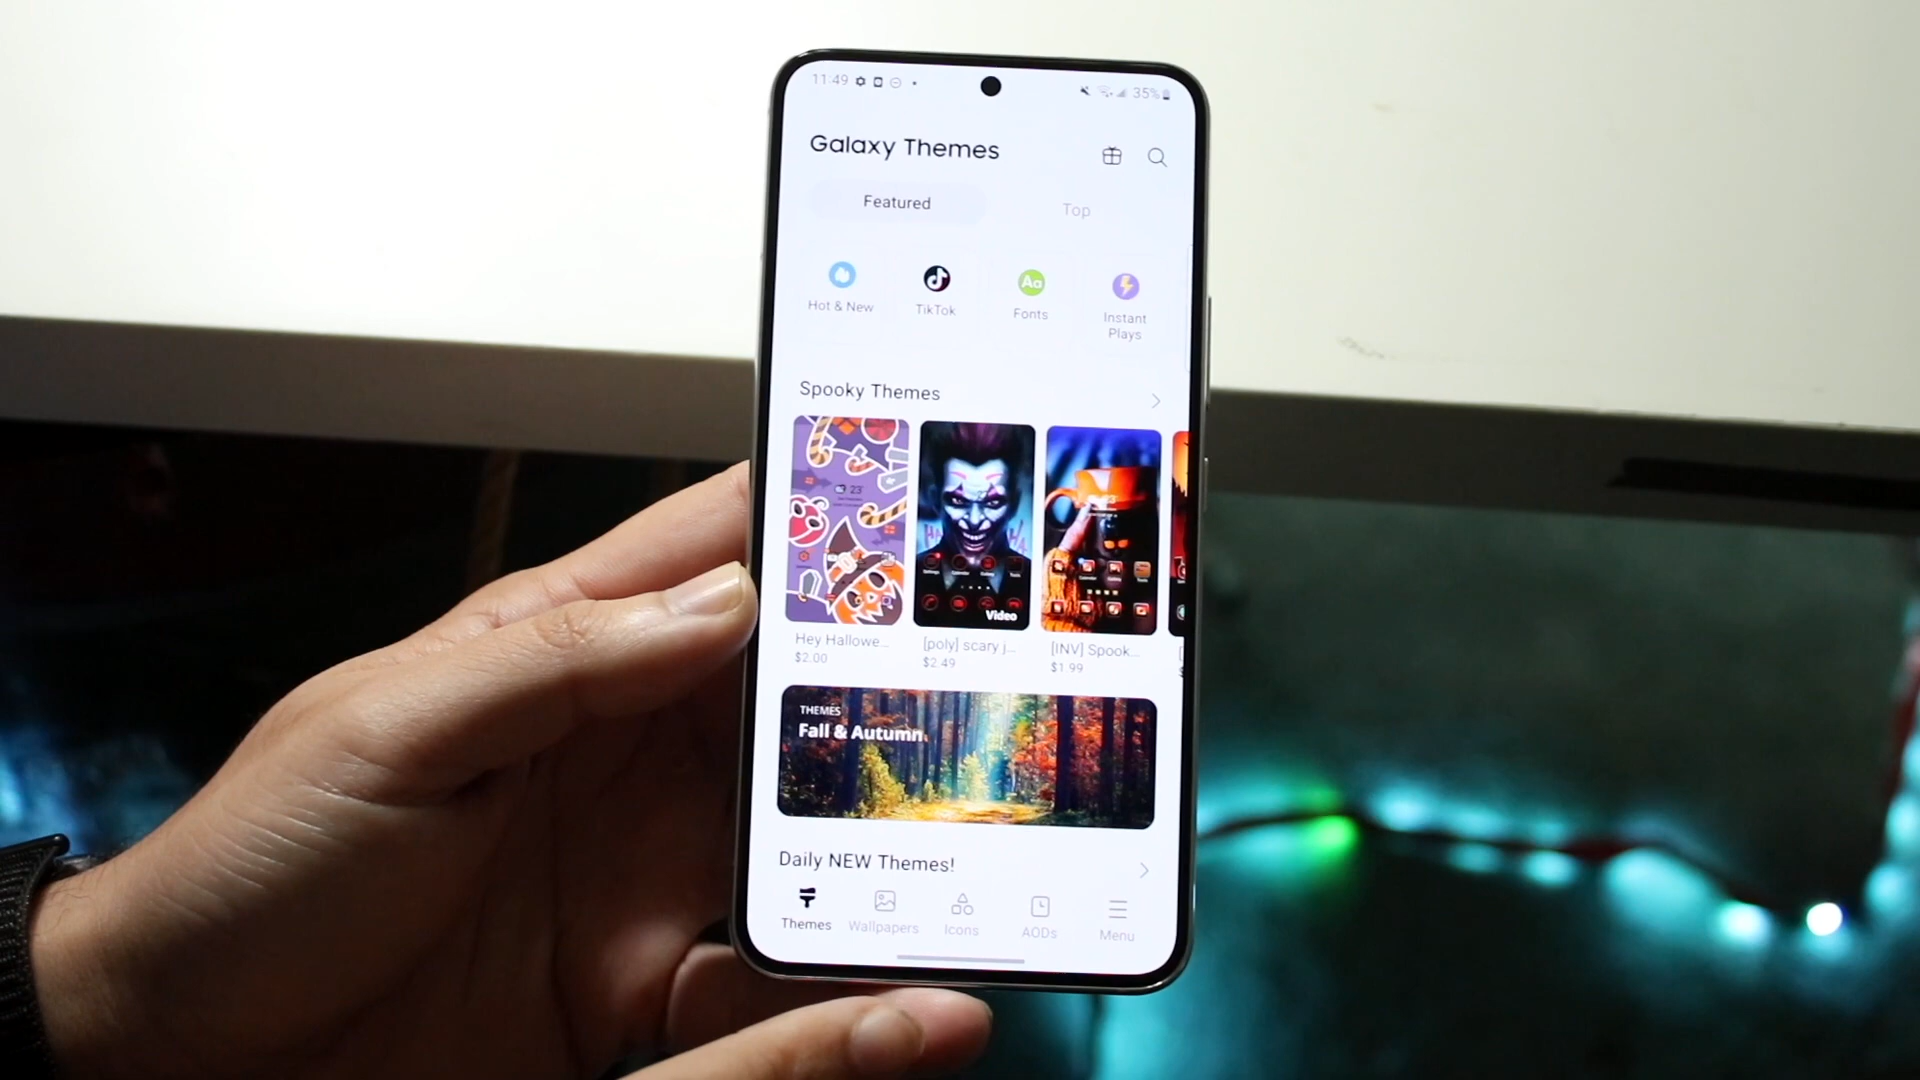 11:49
35%
Galaxy Themes
Featured
Top
Hot & New
TikTok
Aa
Fonts
Instant
Plays
Spooky Themes
23
Video
Hey Hallowe...
$2.00
[poly] scary j...
$2.49
[INV] Spook...
$1.99
THEMES
Fall & Autumn
Daily NEW Themes!
Themes
Wallpapers
Icons
AODs
Menu